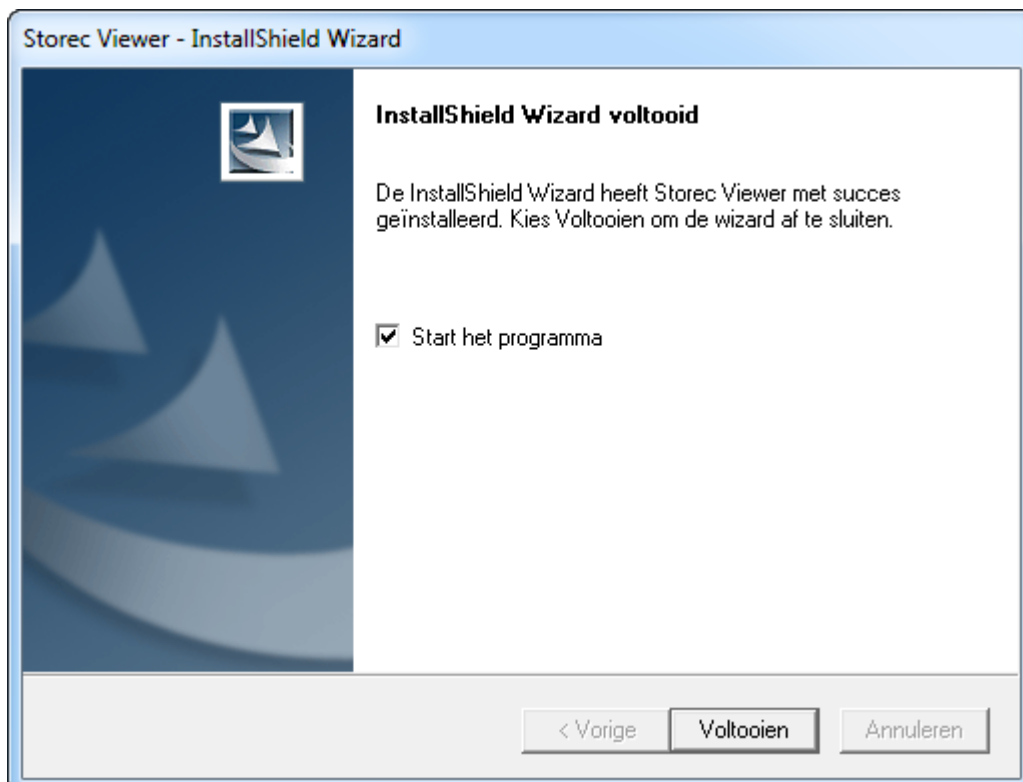 Storec Viewer - InstallShield Wizard
InstallShield Wizard voltooid
De InstallShield Wizard heeft Storec Viewer met succes
geïnstalleerd. Kies Voltooien om de wizard af te sluiten.
Start het programma
< Vorige
Voltooien
Annuleren